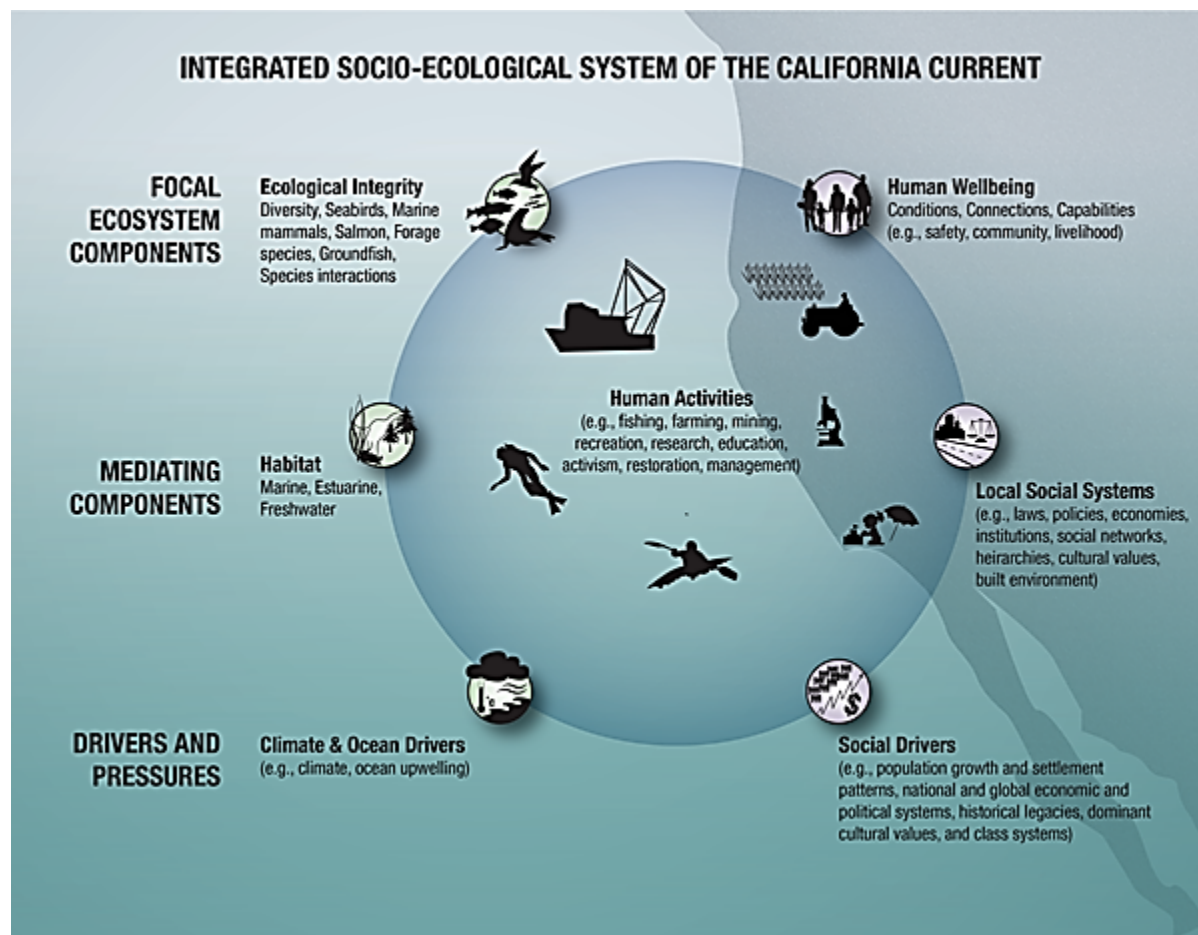 INTEGRATED SOCIO-ECOLOGICAL SYSTEM OF THE CALIFORNIA CURRENT
FOCAL
ECOSYSTEM
COMPONENTS
Ecological Integrity
Diversity, Seabirds, Marine
mammals, Salmon, Forage
species, Groundfish,
Species interactions
Human Wellbeing
Conditions, Connections, Capabilities
(e.g., safety, community, livelihood)
Human Activities
(e.g., fishing, farming, mining,
recreation, research, education,
activism, restoration, management)
MEDIATING
COMPONENTS
Habitat
Marine, Estuarine,
Freshwater
Local Social Systems
(e.g., laws, policies, economies,
institutions, social networks,
heirarchies, cultural values,
built environment)
DRIVERS AND
PRESSURES
Climate & Ocean Drivers
(e.g., climate, ocean upwelling)
Social Drivers
(e.g., population growth and settlement
patterns, national and global economic and
political systems, historical legacies, dominant
cultural values, and class systems)
$